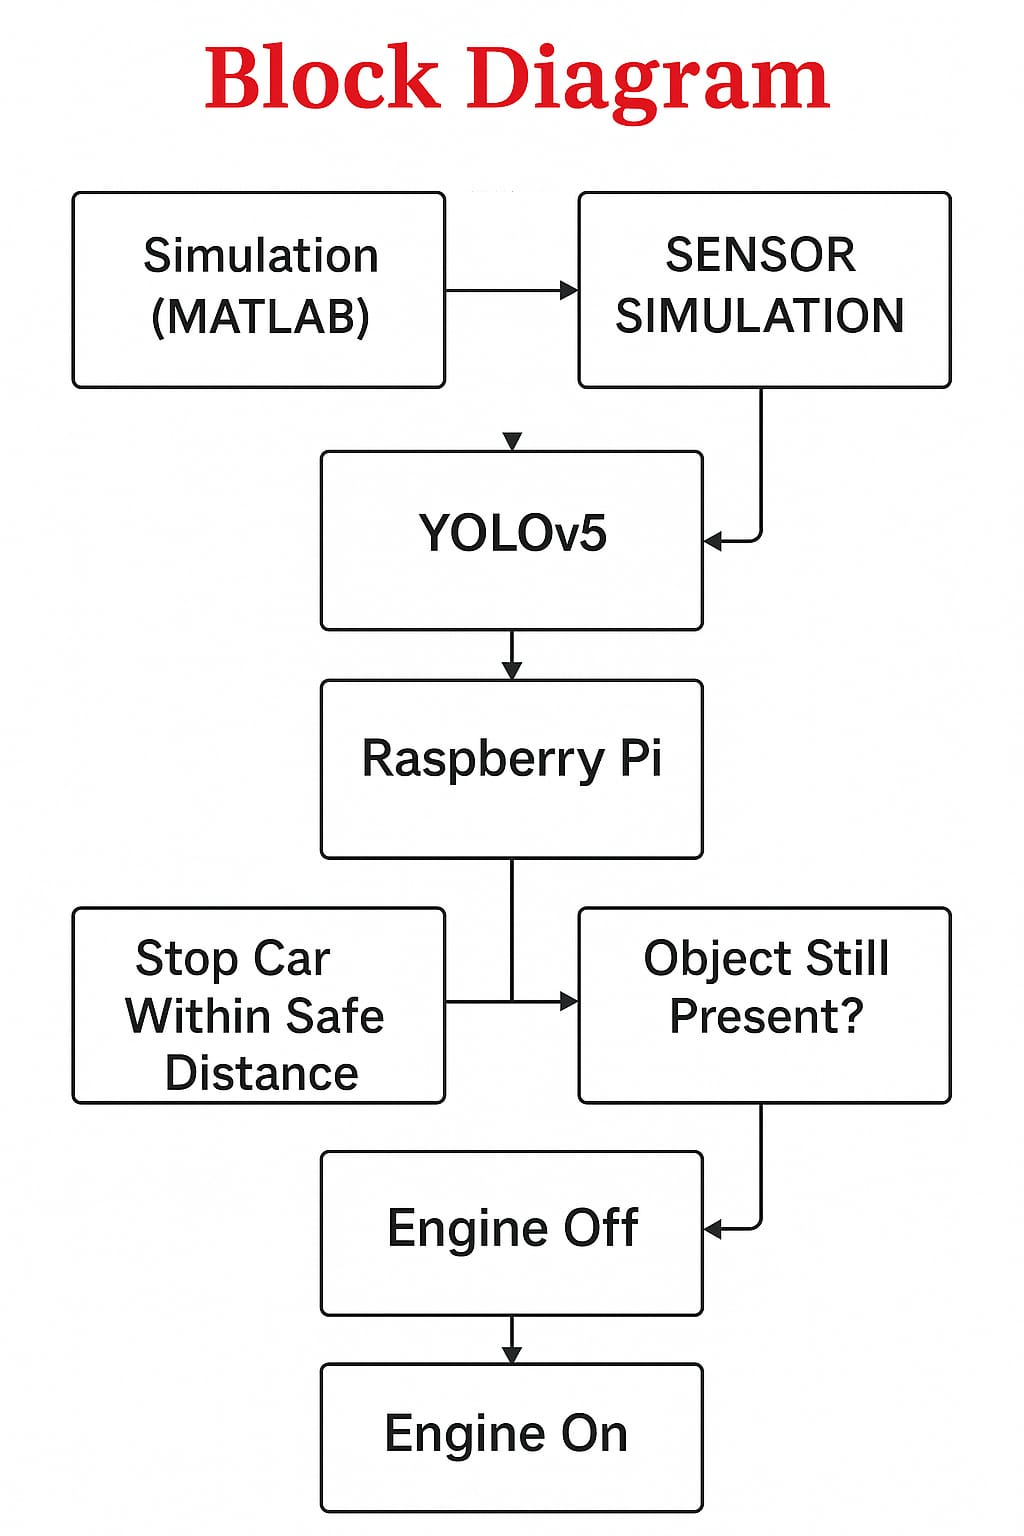 Block Diagram
Simulation
(MATLAB)
SENSOR
SIMULATION
YOLOv5
Raspberry Pi
Stop Car
Within Safe
Distance
Object Still
Present?
Engine Off
Engine On